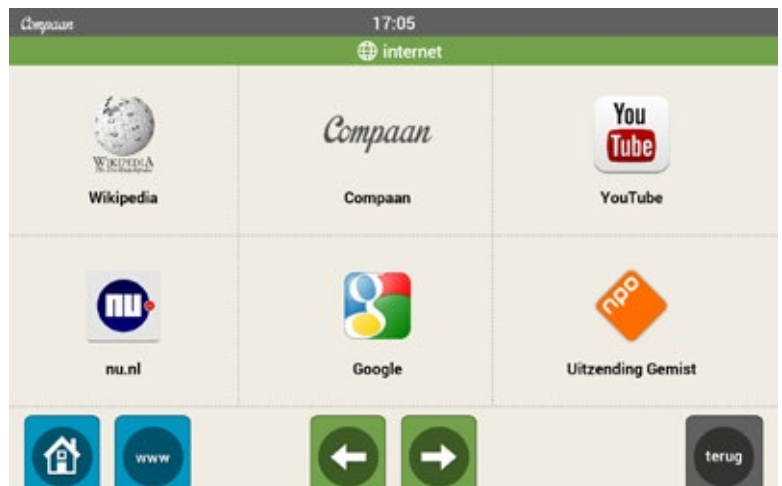 Compaan 17:05
internet
WIKIPEDIA
Compaan
You
Tube
Wikipedia Compaan YouTube
nu
npo
nu.nl Google Uitzending Gemist
www terug